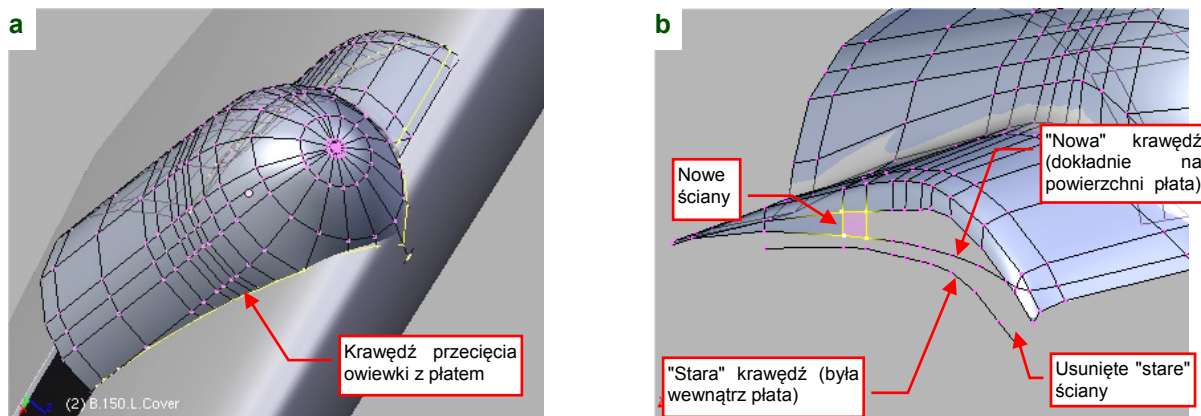 a
Krawędź przecięcia
owiewki z płatem
(2) B.150.L.Cover
b
Nowe
ściany
"Nowa" krawędź
(dokładnie na
powierzchni płata)
"Stara" krawędź (była
wewnątrz płata)
Usunięte "stare"
ściany